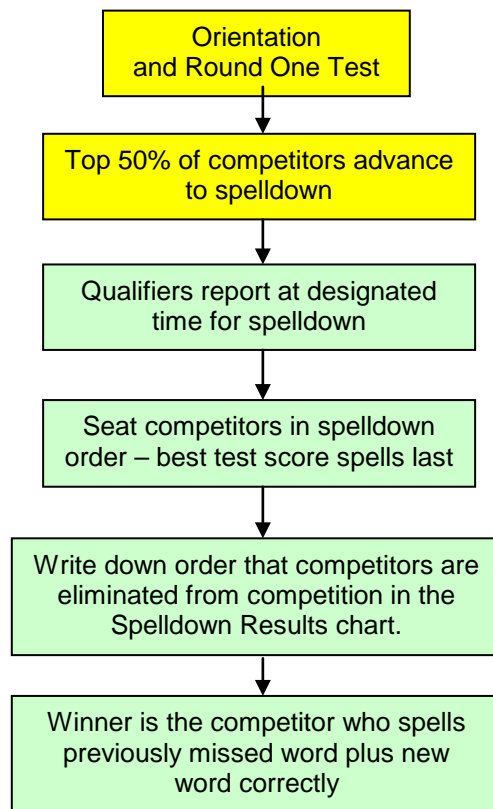 Orientation
and Round One Test
Top 50% of competitors advance
to spelldown
Qualifiers report at designated
time for spelldown
Seat competitors in spelldown
order – best test score spells last
Write down order that competitors are
eliminated from competition in the
Spelldown Results chart.
Winner is the competitor who spells
previously missed word plus new
word correctly